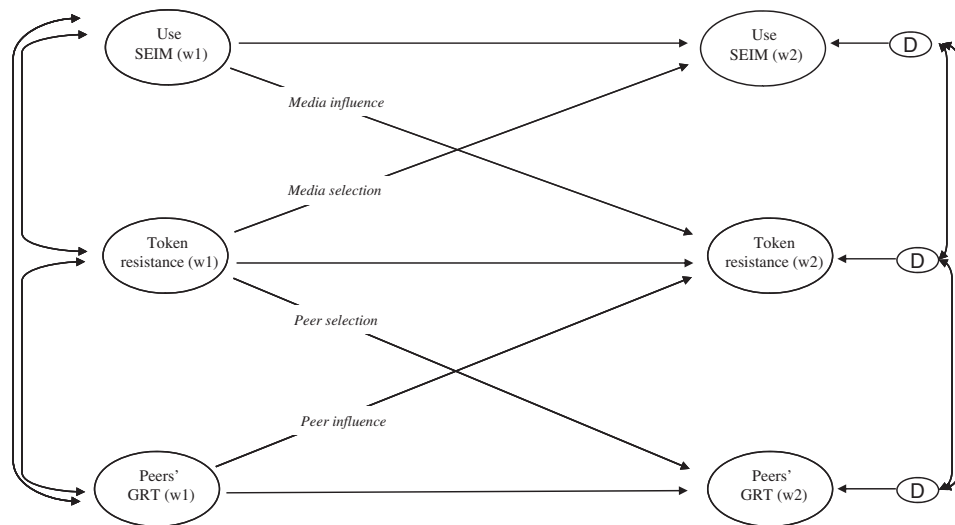 Use
SEIM (w1)
Use
SEIM (w2)
D
Media influence
Media selection
Token
resistance (w1)
Token
resistance (w2)
D
Peer selection
Peer influence
Peers’
GRT (w1)
Peers’
GRT (w2)
D